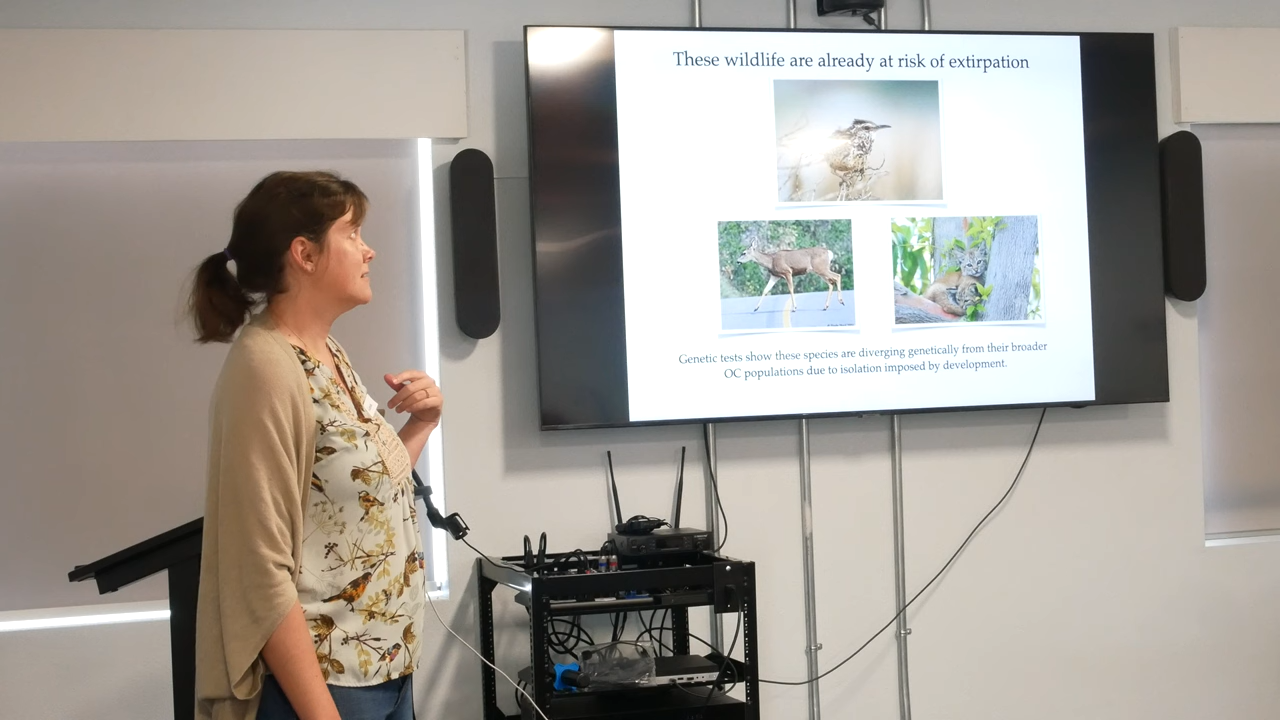 These wildlife are already at risk of extirpation
Genetic tests show these species are diverging genetically from their broader
OC populations due to isolation imposed by development.